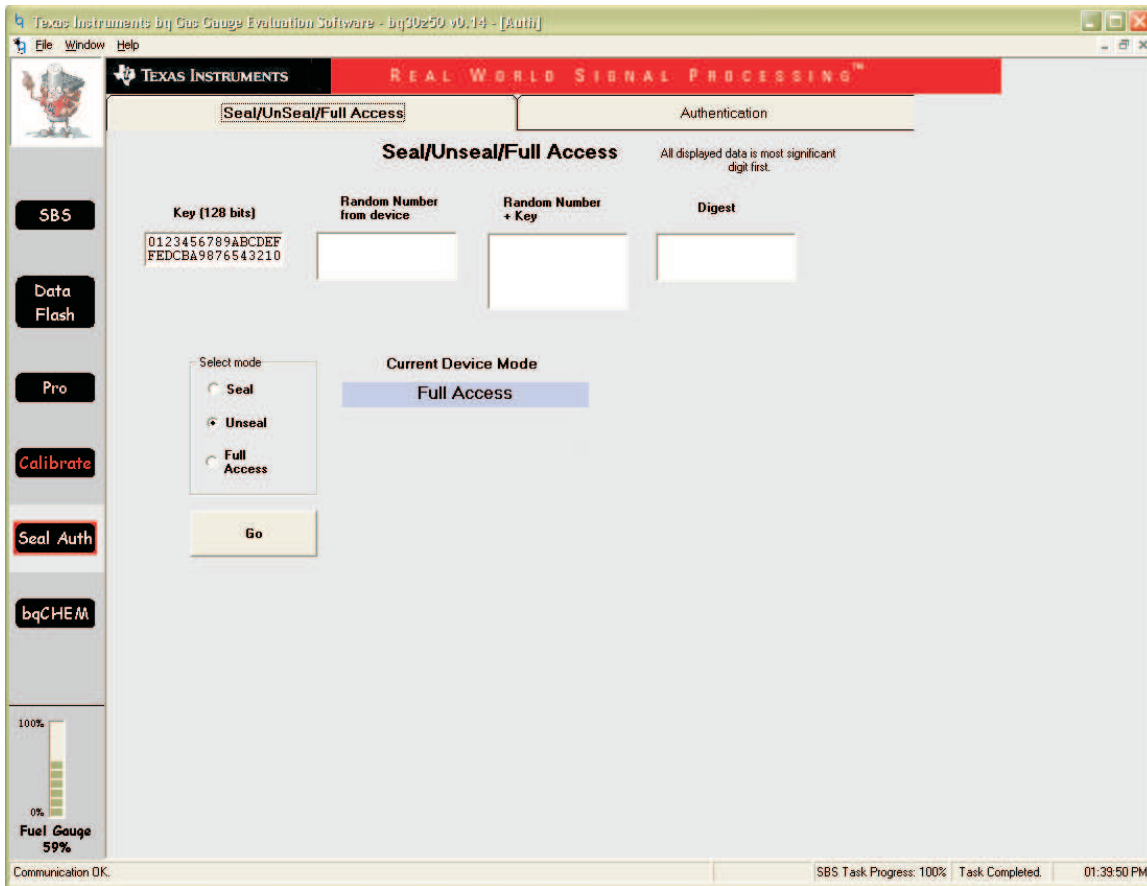 Texas Instruments bq Gas Gauge Evaluation Software - bq30z50 v0.14 - [Auth]
File Window Help
TEXAS INSTRUMENTS
REAL WORLD SIGNAL PROCESSING™
Seal/UnSeal/Full Access
Authentication
Seal/Unseal/Full Access
All displayed data is most significant
digit first.
SBS
Data
Flash
Pro
Calibrate
Seal Auth
bqCHEM
Key (128 bits)
Random Number
from device
Random Number
+ Key
Digest
0123456789ABCDEF
FEDCBA9876543210
Select mode
Seal
Unseal
Full
Access
Current Device Mode
Full Access
Go
100%
0%
Fuel Gauge
59%
Communication OK.
SBS Task Progress: 100%
Task Completed.
01:39:50 PM